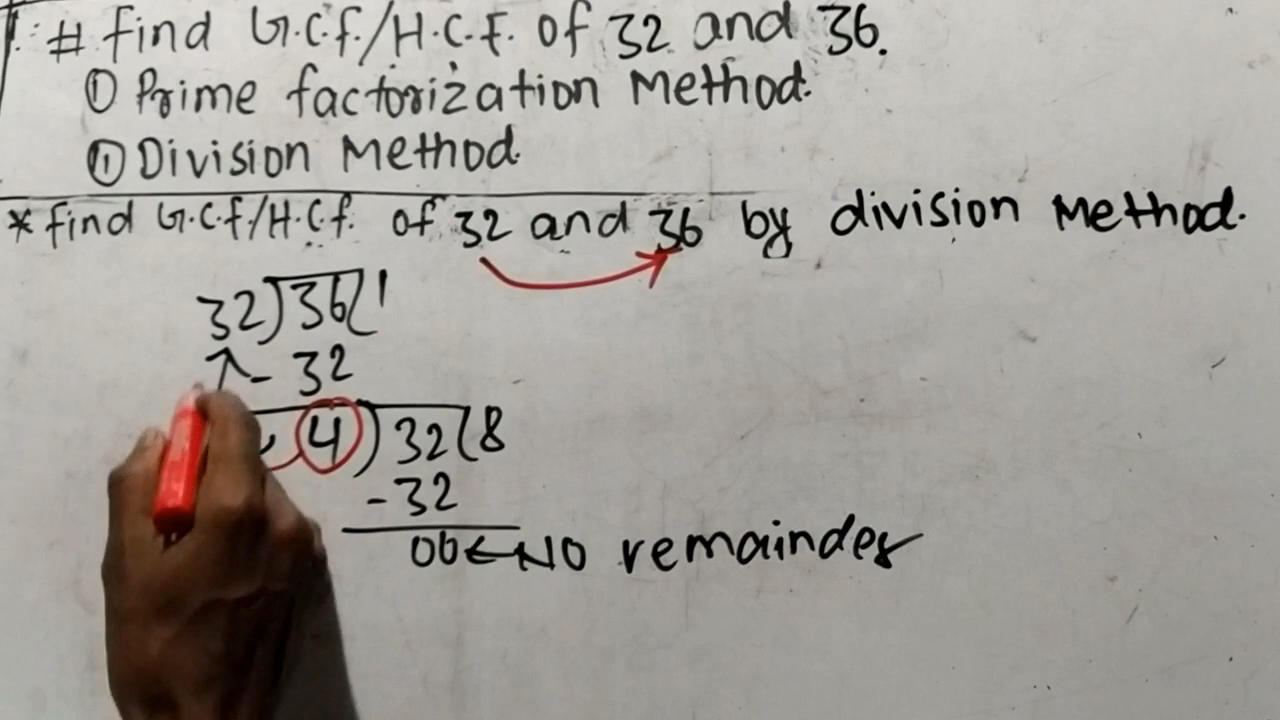 # Find G.C.F./H.C.F. of 32 and 36.
① Prime factorization Method.
① Division Method.
* Find G.C.F/H.C.F. of 32 and 36 by division Method.
32)36(1
- 32
4)32(8
-32
00←No remainder